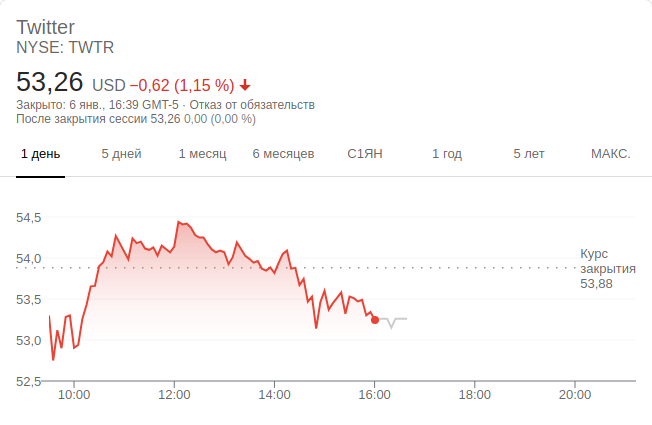 Twitter
NYSE: TWTR
53,26 USD −0,62 (1,15 %)
Закрыто: 6 янв., 16:39 GMT-5 · Отказ от обязательств
После закрытия сессии 53,26 0,00 (0,00 %)
1 день 5 дней 1 месяц 6 месяцев С1ЯН 1 год 5 лет МАКС.
54,5
54,0
53,5
53,0
52,5
Курс
закрытия
53,88
10:00 12:00 14:00 16:00 18:00 20:00